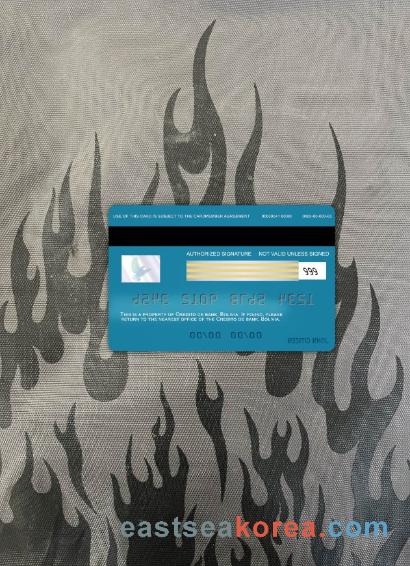 USE OF THIS CARD IS SUBJECT TO THE CARDMEMBER AGREEMENT
AUTHORIZED SIGNATURE NOT VALID UNLESS SIGNED
999
THIS IS A PROPERTY OF CREDITO DE BANK, BOLIVIA. IF FOUND, PLEASE
RETURN TO THE NEAREST OFFICE OF THE CREDITO DE BANK, BOLIVIA.
00/00 00/00
eastseakorea.com